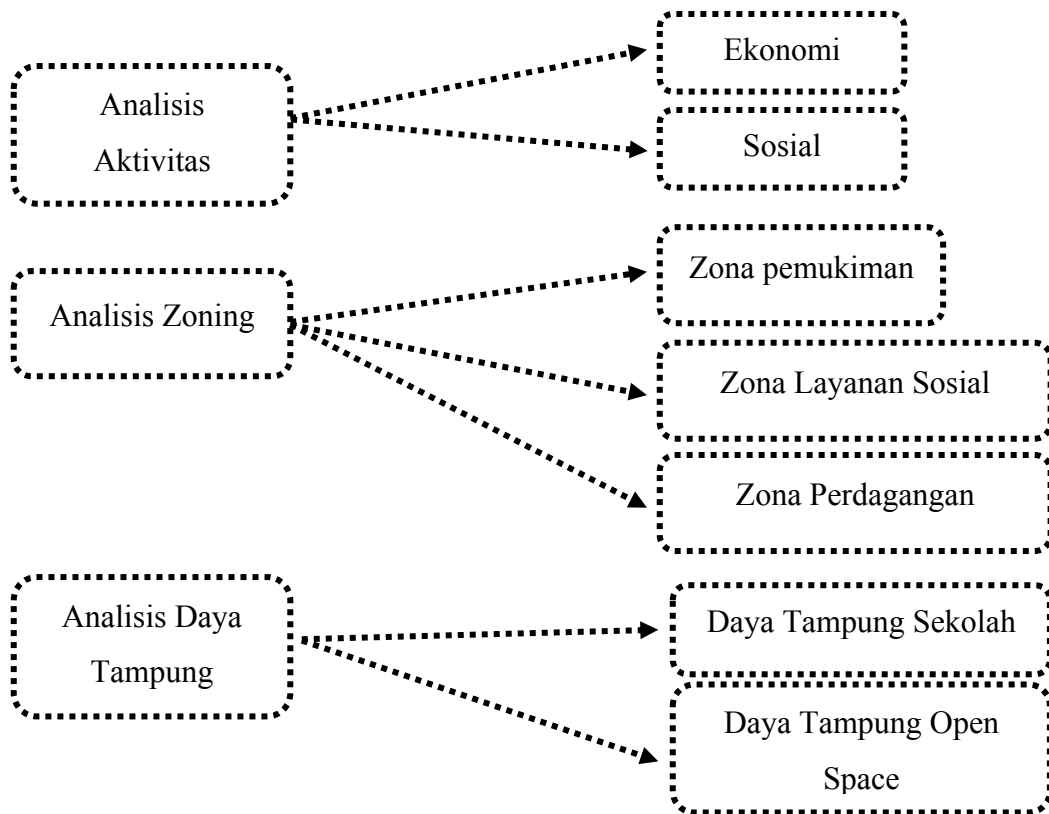 Analisis
Aktivitas
Ekonomi
Sosial
Analisis Zoning
Zona pemukiman
Zona Layanan Sosial
Zona Perdagangan
Analisis Daya
Tampung
Daya Tampung Sekolah
Daya Tampung Open
Space